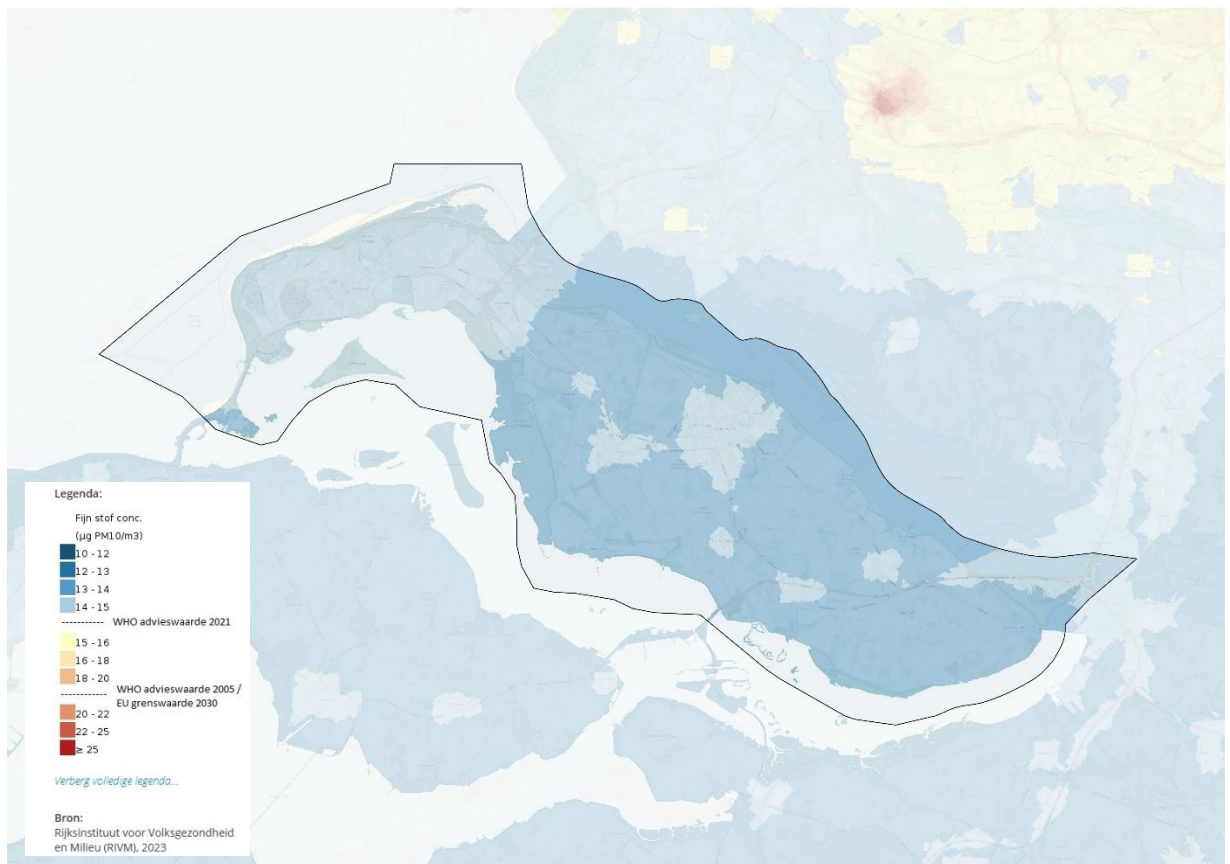 Legenda:
Fijn stof conc.
(µg PM10/m3)
10 - 12
12 - 13
13 - 14
14 - 15
WHO advieswaarde 2021
15 - 16
16 - 18
18 - 20
WHO advieswaarde 2005 /
EU grenswaarde 2030
20 - 22
22 - 25
≥ 25
Verberg volledige legenda...
Bron:
Rijksinstituut voor Volksgezondheid
en Milieu (RIVM), 2023